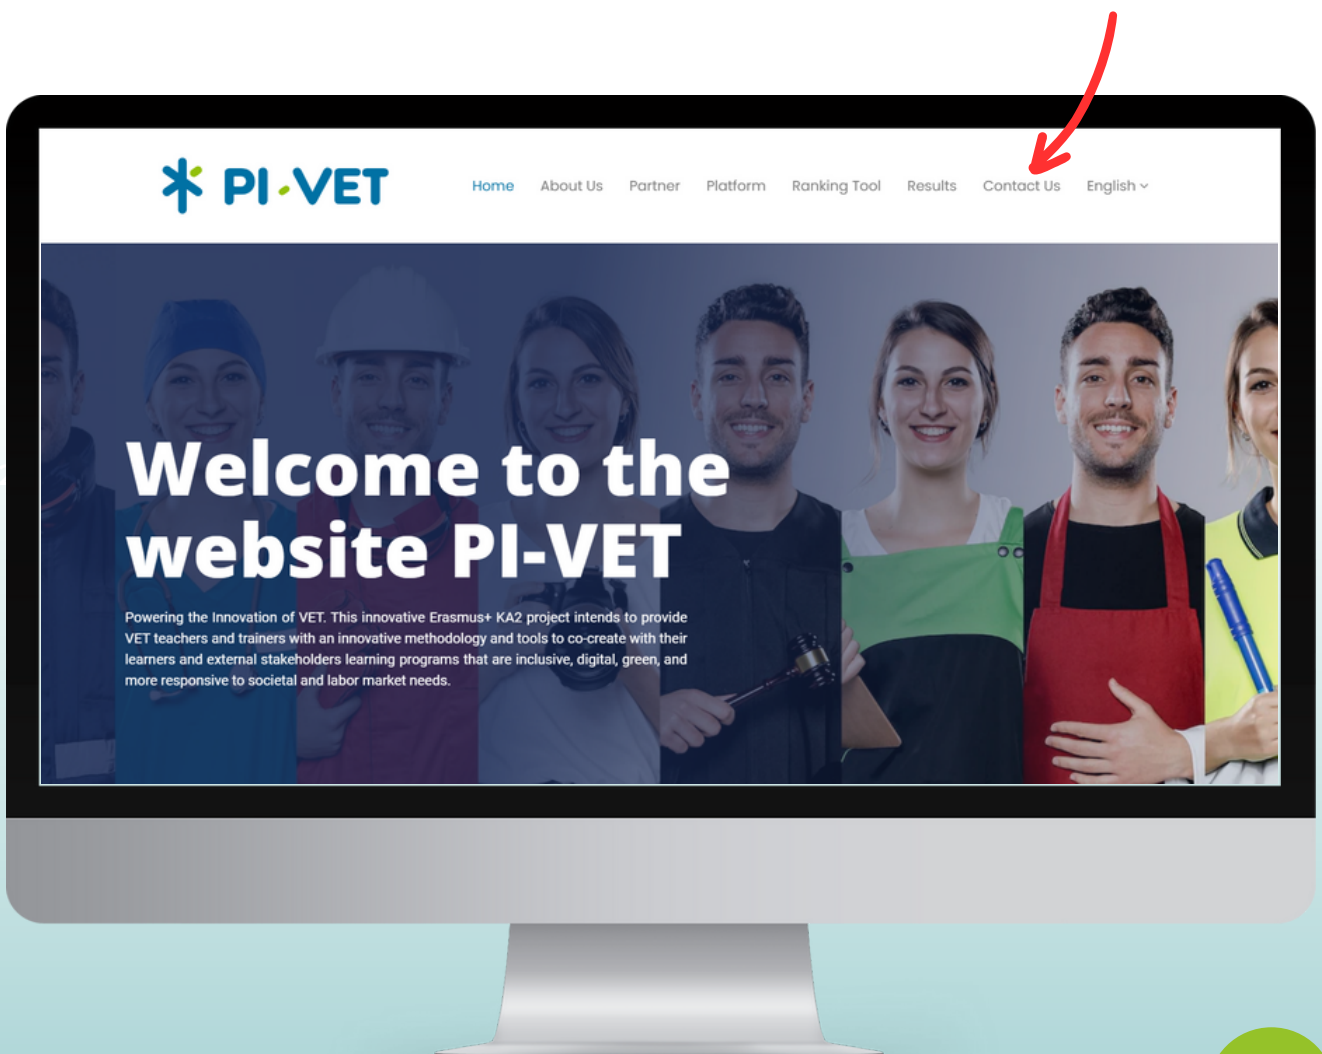 PI-VET
Home About Us Partner Platform Ranking Tool Results Contact Us English
Welcome to the
website PI-VET
Powering the Innovation of VET. This innovative Erasmus+ KA2 project intends to provide
VET teachers and trainers with an innovative methodology and tools to co-create with their
learners and external stakeholders learning programs that are inclusive, digital, green, and
more responsive to societal and labor market needs.